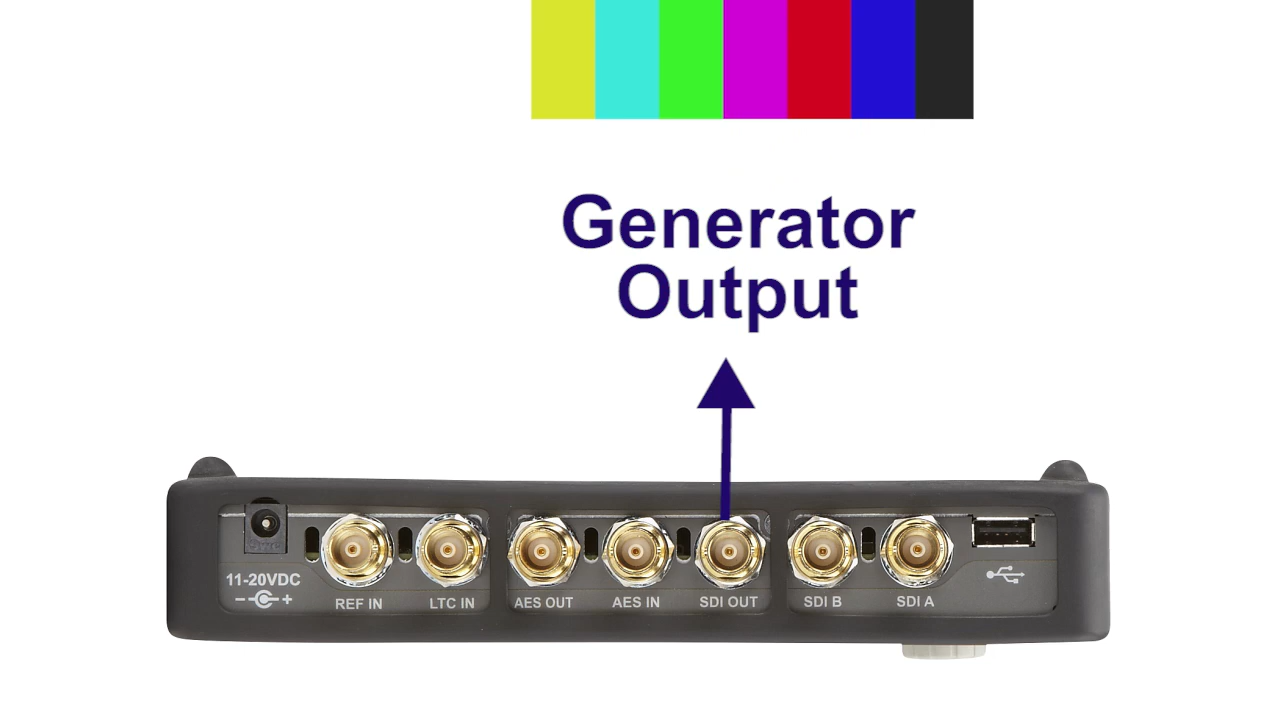 Generator
Output
11-20VDC
REF IN
LTC IN
AES OUT
AES IN
SDI OUT
SDI B
SDI A